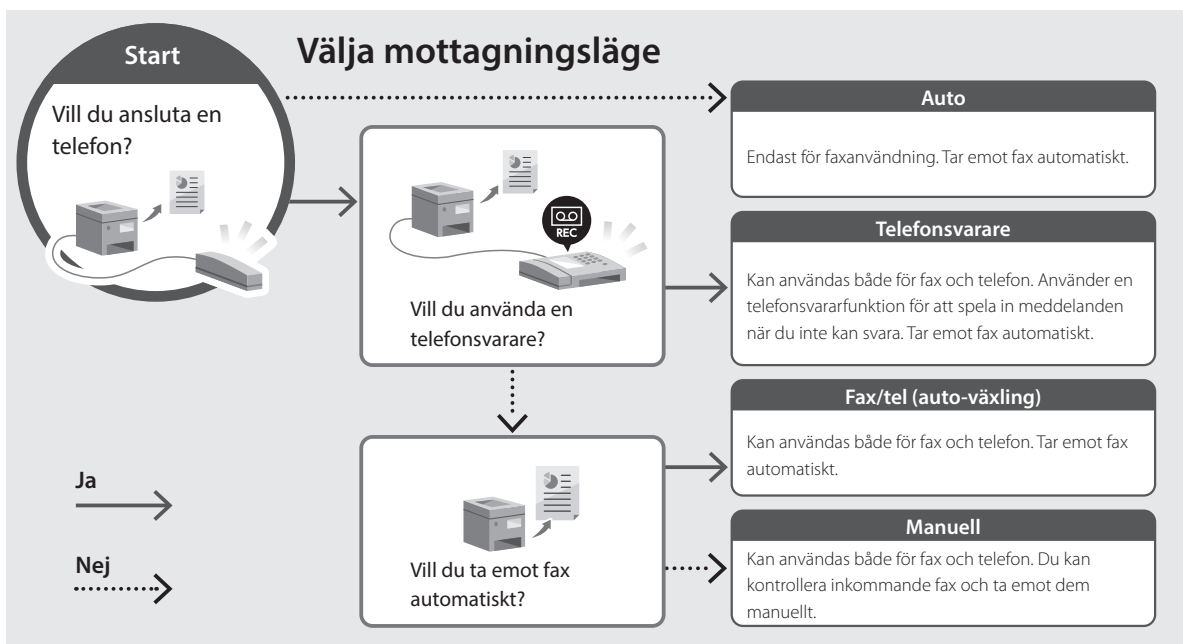 Start
Välja mottagningsläge
Vill du ansluta en
telefon?
Auto
Endast för faxanvändning. Tar emot fax automatiskt.
REC
Vill du använda en
telefonsvarare?
Telefonsvarare
Kan användas både för fax och telefon. Använder en
telefonsvararfunktion för att spela in meddelanden
när du inte kan svara. Tar emot fax automatiskt.
Vill du ta emot fax
automatiskt?
Fax/tel (auto-växling)
Kan användas både för fax och telefon. Tar emot fax
automatiskt.
Manuell
Kan användas både för fax och telefon. Du kan
kontrollera inkommande fax och ta emot dem
manuellt.
Ja
Nej